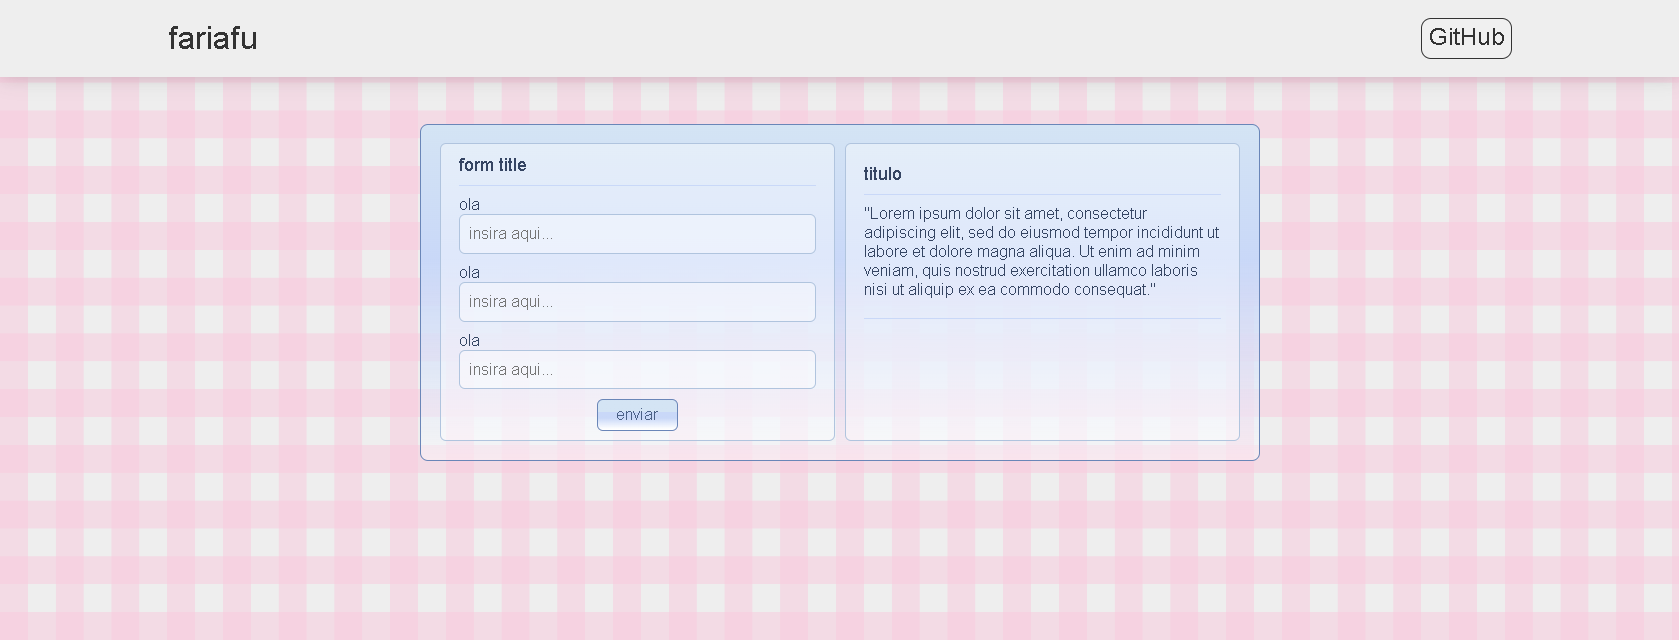 fariafu
GitHub
form title
ola
insira aqui...
ola
insira aqui...
ola
insira aqui...
enviar
titulo
"Lorem ipsum dolor sit amet, consectetur
adipiscing elit, sed do eiusmod tempor incididunt ut
labore et dolore magna aliqua. Ut enim ad minim
veniam, quis nostrud exercitation ullamco laboris
nisi ut aliquip ex ea commodo consequat."